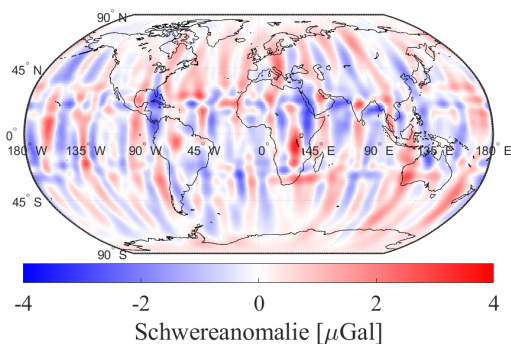 90° N
45° N
0°
180° W 135° W 90° W 45° W 0° 45° E 90° E 135° E 180° E
45° S
90° S
-4 -2 0 2 4
Schwereanomalie [μGal]